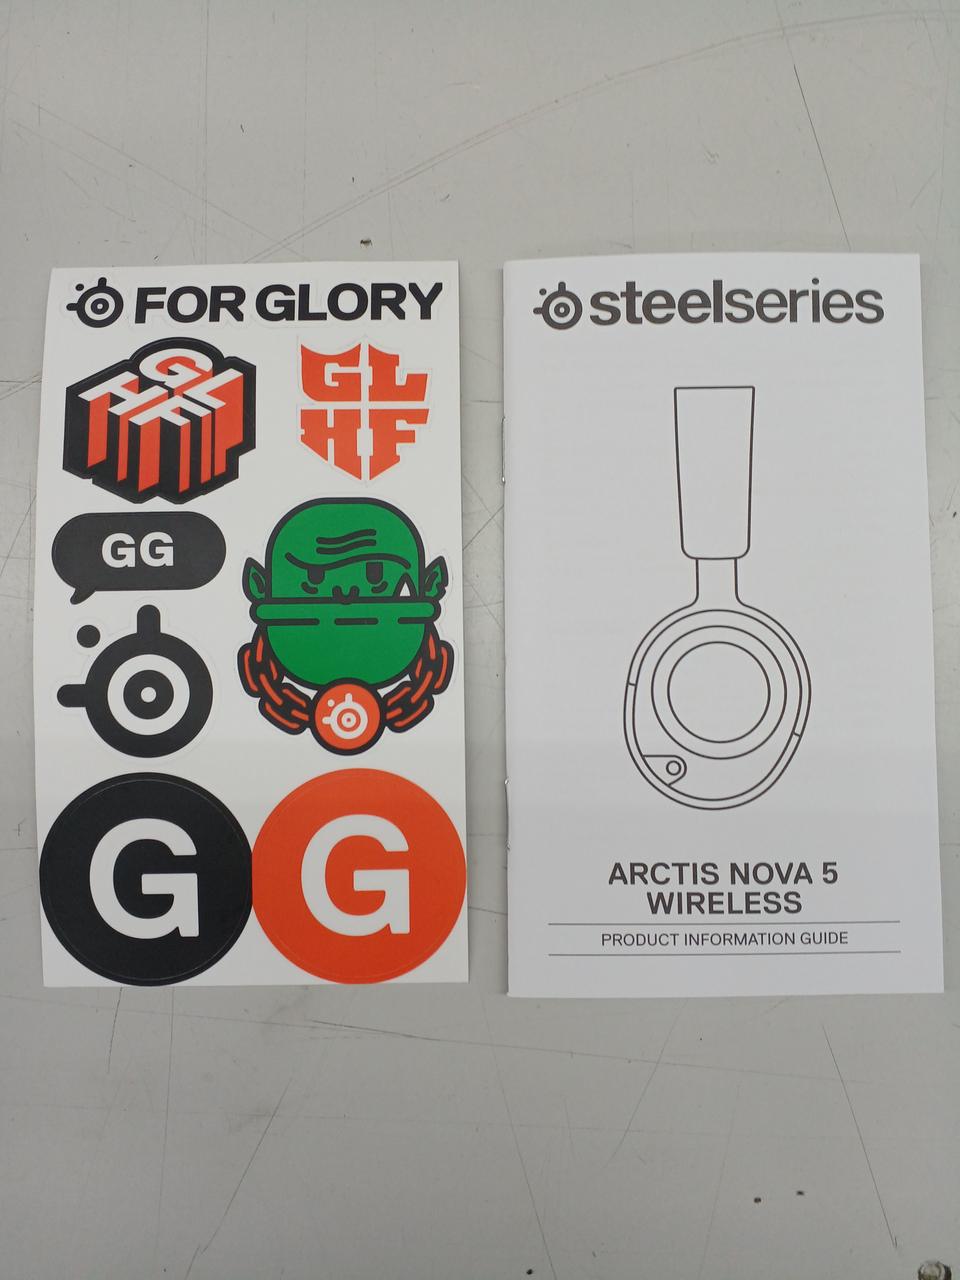 FOR GLORY
GL
HF
GL
HF
GG
G
G
steelseries
ARCTIS NOVA 5
WIRELESS
PRODUCT INFORMATION GUIDE